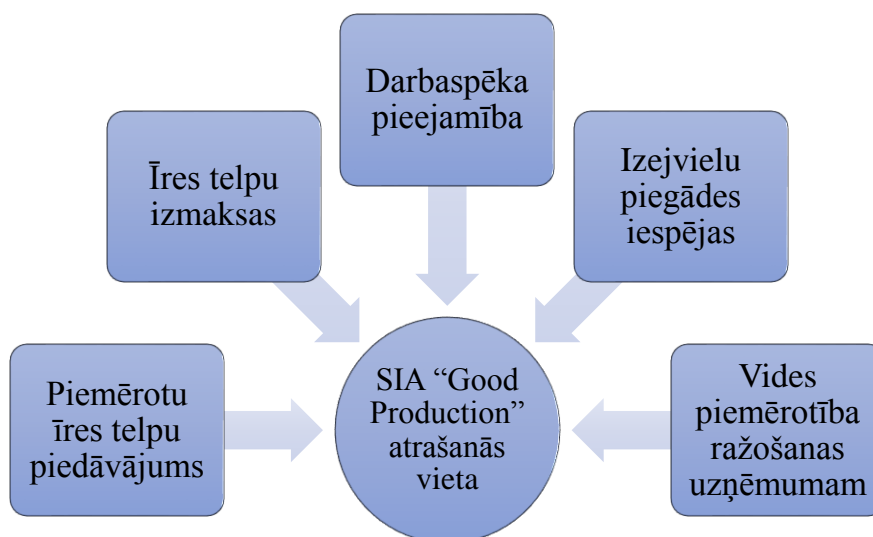 Darbaspēka
pieejamība
Īres telpu
izmaksas
Izejvielu
piegādes
iespējas
Piemērotu
īres telpu
piedāvājums
SIA “Good
Production”
atrašanās
vieta
Vides
piemērotība
ražošanas
uzņēmumam